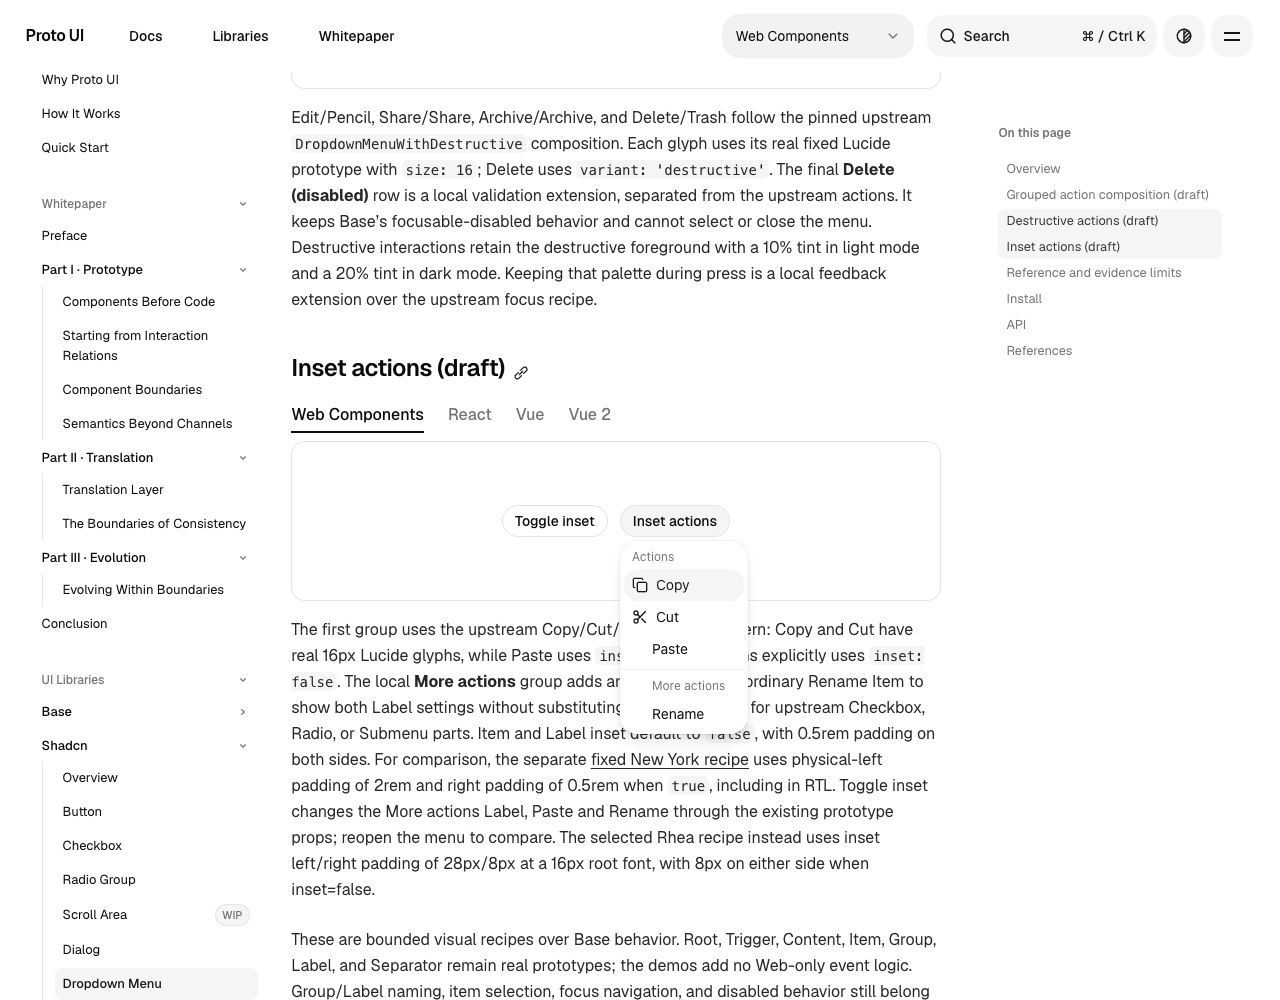 Proto UI
Docs
Libraries
Whitepaper
Web Components
Search
⌘ / Ctrl K
Why Proto UI
How It Works
Quick Start
Whitepaper
Preface
Part I · Prototype
Components Before Code
Starting from Interaction
Relations
Component Boundaries
Semantics Beyond Channels
Part II · Translation
Translation Layer
The Boundaries of Consistency
Part III · Evolution
Evolving Within Boundaries
Conclusion
UI Libraries
Base
Shadcn
Overview
Button
Checkbox
Radio Group
Scroll Area
WIP
Dialog
Dropdown Menu
Edit/Pencil, Share/Share, Archive/Archive, and Delete/Trash follow the pinned upstream
DropdownMenuWithDestructive composition. Each glyph uses its real fixed Lucide
prototype with size: 16; Delete uses variant: 'destructive'. The final Delete
(disabled) row is a local validation extension, separated from the upstream actions. It
keeps Base's focusable-disabled behavior and cannot select or close the menu.
Destructive interactions retain the destructive foreground with a 10% tint in light mode
and a 20% tint in dark mode. Keeping that palette during press is a local feedback
extension over the upstream focus recipe.
Inset actions (draft)
Web Components
React
Vue
Vue 2
Toggle inset
Inset actions
Actions
Copy
Cut
Paste
More actions
Rename
The first group uses the upstream Copy/Cut/ern: Copy and Cut have
real 16px Lucide glyphs, while Paste uses explicitly uses inset:
false. The local More actions group adds ordinary Rename Item to
show both Label settings without substituting for upstream Checkbox,
Radio, or Submenu parts. Item and Label inset default to false, with 0.5rem padding on
both sides. For comparison, the separate fixed New York recipe uses physical-left
padding of 2rem and right padding of 0.5rem when true, including in RTL. Toggle inset
changes the More actions Label, Paste and Rename through the existing prototype
props; reopen the menu to compare. The selected Rhea recipe instead uses inset
left/right padding of 28px/8px at a 16px root font, with 8px on either side when
inset=false.
These are bounded visual recipes over Base behavior. Root, Trigger, Content, Item, Group,
Label, and Separator remain real prototypes; the demos add no Web-only event logic.
Group/Label naming, item selection, focus navigation, and disabled behavior still belong
On this page
Overview
Grouped action composition (draft)
Destructive actions (draft)
Inset actions (draft)
Reference and evidence limits
Install
API
References